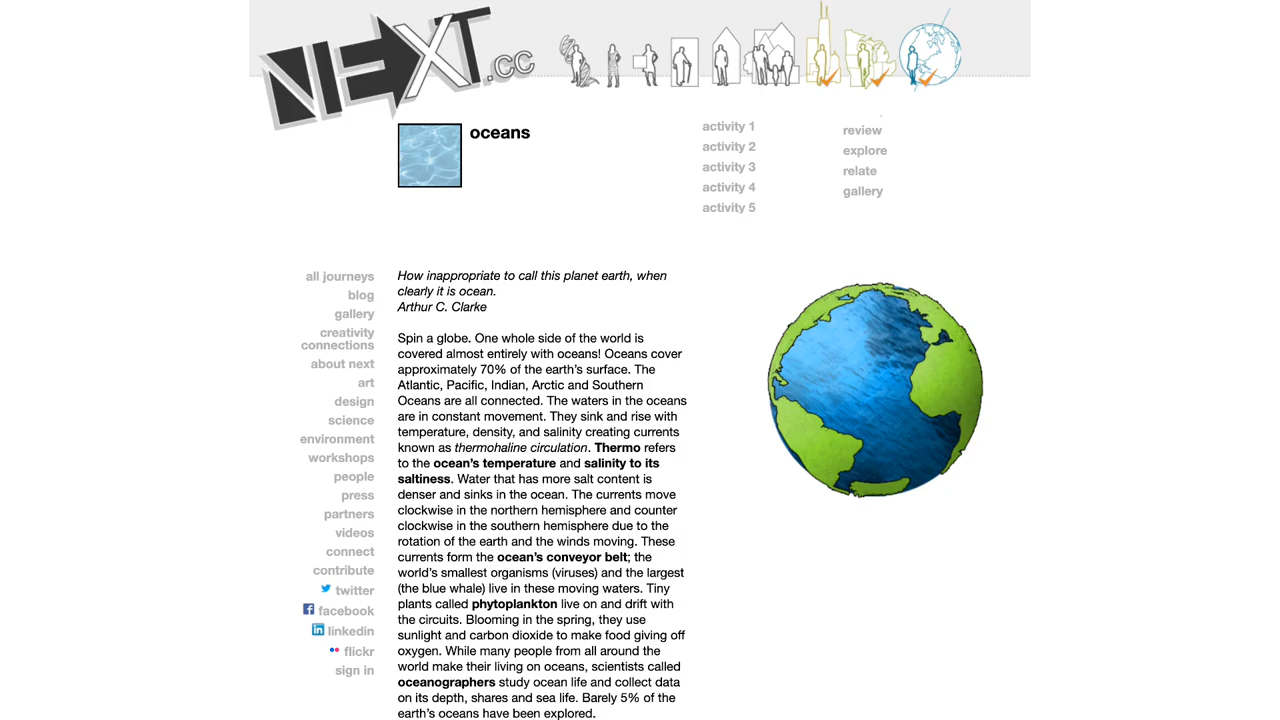 NEXT.cc
oceans
activity 1
activity 2
activity 3
activity 4
activity 5
review
explore
relate
gallery
all journeys
blog
gallery
creativity
connections
about next
art
design
science
environment
workshops
people
press
partners
videos
connect
contribute
twitter
facebook
linkedin
flickr
sign in
How inappropriate to call this planet earth, when
clearly it is ocean.
Arthur C. Clarke
Spin a globe. One whole side of the world is
covered almost entirely with oceans! Oceans cover
approximately 70% of the earth's surface. The
Atlantic, Pacific, Indian, Arctic and Southern
Oceans are all connected. The waters in the oceans
are in constant movement. They sink and rise with
temperature, density, and salinity creating currents
known as thermohaline circulation. Thermo refers
to the ocean's temperature and salinity to its
saltiness. Water that has more salt content is
denser and sinks in the ocean. The currents move
clockwise in the northern hemisphere and counter
clockwise in the southern hemisphere due to the
rotation of the earth and the winds moving. These
currents form the ocean's conveyor belt; the
world's smallest organisms (viruses) and the largest
(the blue whale) live in these moving waters. Tiny
plants called phytoplankton live on and drift with
the circuits. Blooming in the spring, they use
sunlight and carbon dioxide to make food giving off
oxygen. While many people from all around the
world make their living on oceans, scientists called
oceanographers study ocean life and collect data
on its depth, shares and sea life. Barely 5% of the
earth's oceans have been explored.